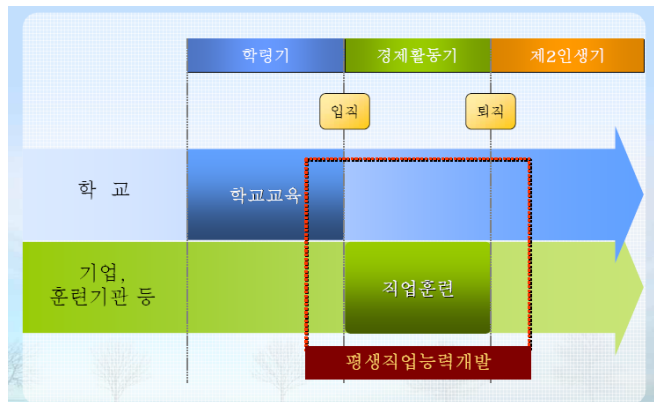 학령기
경제활동기
제2인생기
입직
퇴직
학 교
학교교육
기업,
훈련기관 등
직업훈련
평생직업능력개발